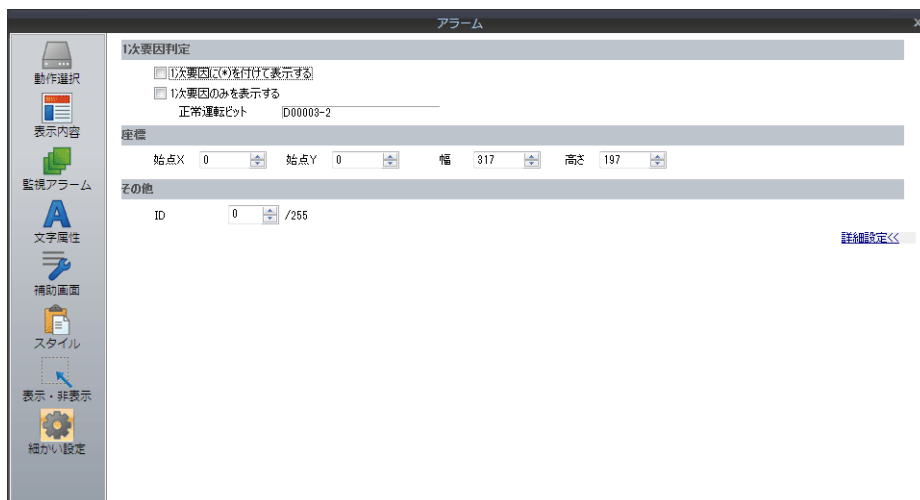 アラーム
動作選択
表示内容
監視アラーム
文字属性
補助画面
スタイル
表示・非表示
細かい設定
1次要因判定
1次要因に(*)を付けて表示する
1次要因のみを表示する
正常運転ビット D00003-2
座標
始点X 0 始点Y 0 幅 317 高さ 197
その他
ID 0 /255
詳細設定<<